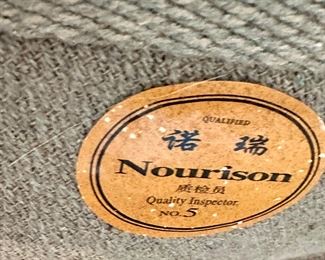 QUALIFIED
诺 瑞
Nourison
质检员
Quality Inspector
NO.5